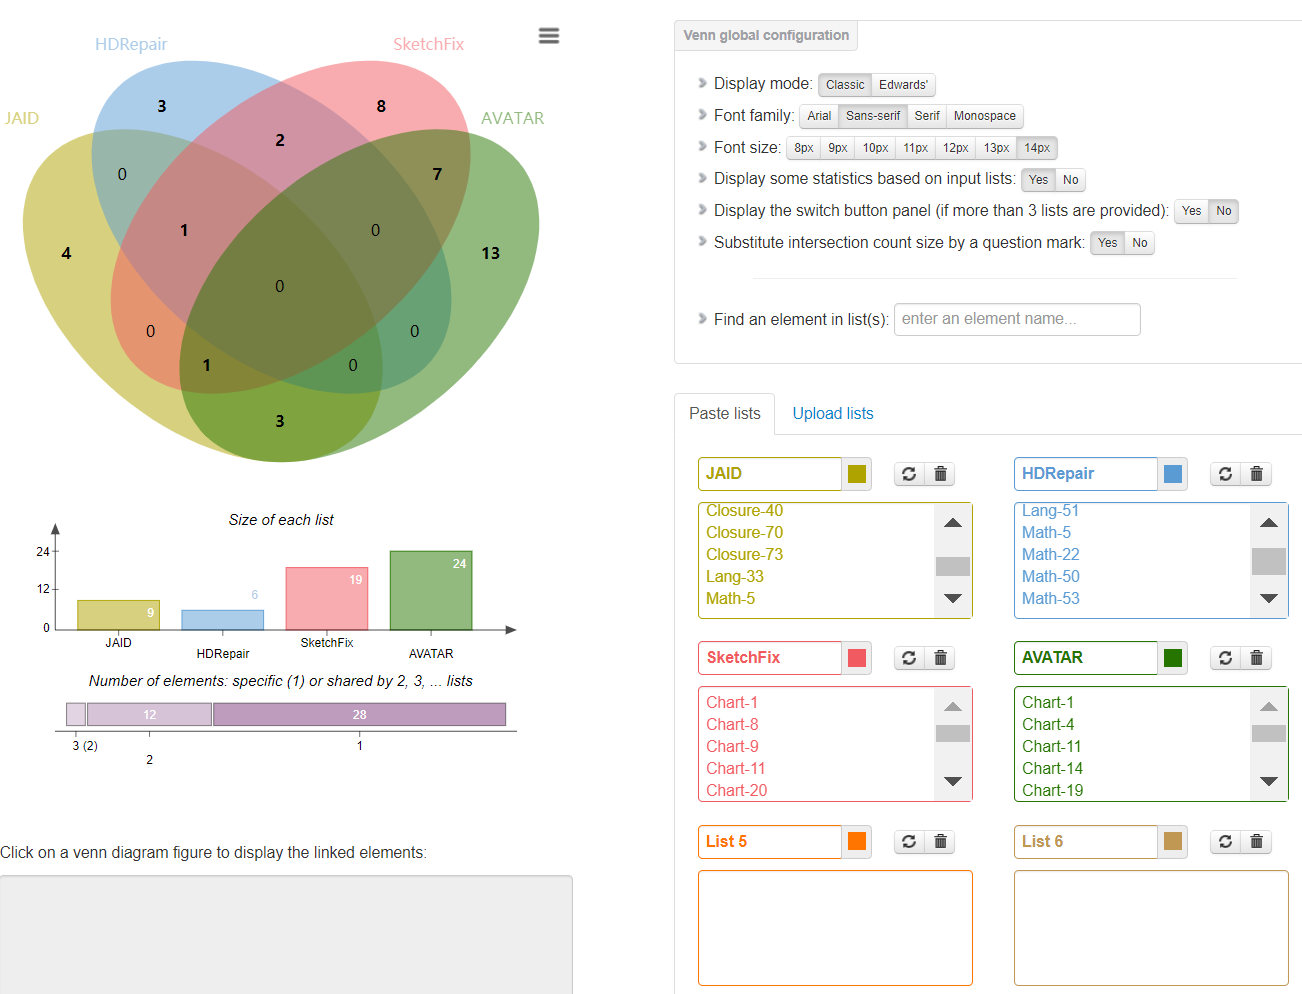 HDRepair
SketchFix
JAID
AVATAR
3
8
2
0
7
1
0
4
13
0
0
0
1
0
3
Size of each list
24
12
0
9
6
19
24
JAID
HDRepair
SketchFix
AVATAR
Number of elements: specific (1) or shared by 2, 3, ... lists
12
28
3 (2)
2
1
Click on a venn diagram figure to display the linked elements:
Venn global configuration
Display mode: Classic Edwards'
Font family: Arial Sans-serif Serif Monospace
Font size: 8px 9px 10px 11px 12px 13px 14px
Display some statistics based on input lists: Yes No
Display the switch button panel (if more than 3 lists are provided): Yes No
Substitute intersection count size by a question mark: Yes No
Find an element in list(s): enter an element name...
Paste lists Upload lists
JAID
Closure-40
Closure-70
Closure-73
Lang-33
Math-5
HDRepair
Lang-51
Math-5
Math-22
Math-50
Math-53
SketchFix
Chart-1
Chart-8
Chart-9
Chart-11
Chart-20
AVATAR
Chart-1
Chart-4
Chart-11
Chart-14
Chart-19
List 5
List 6